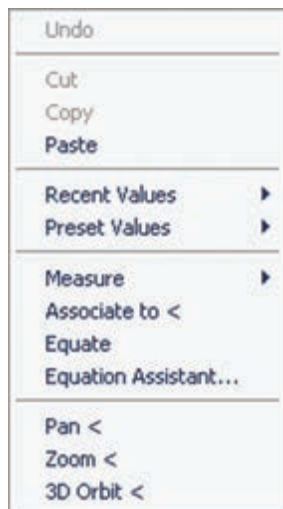 Undo
Cut
Copy
Paste
Recent Values
Preset Values
Measure
Associate to <
Equate
Equation Assistant...
Pan <
Zoom <
3D Orbit <